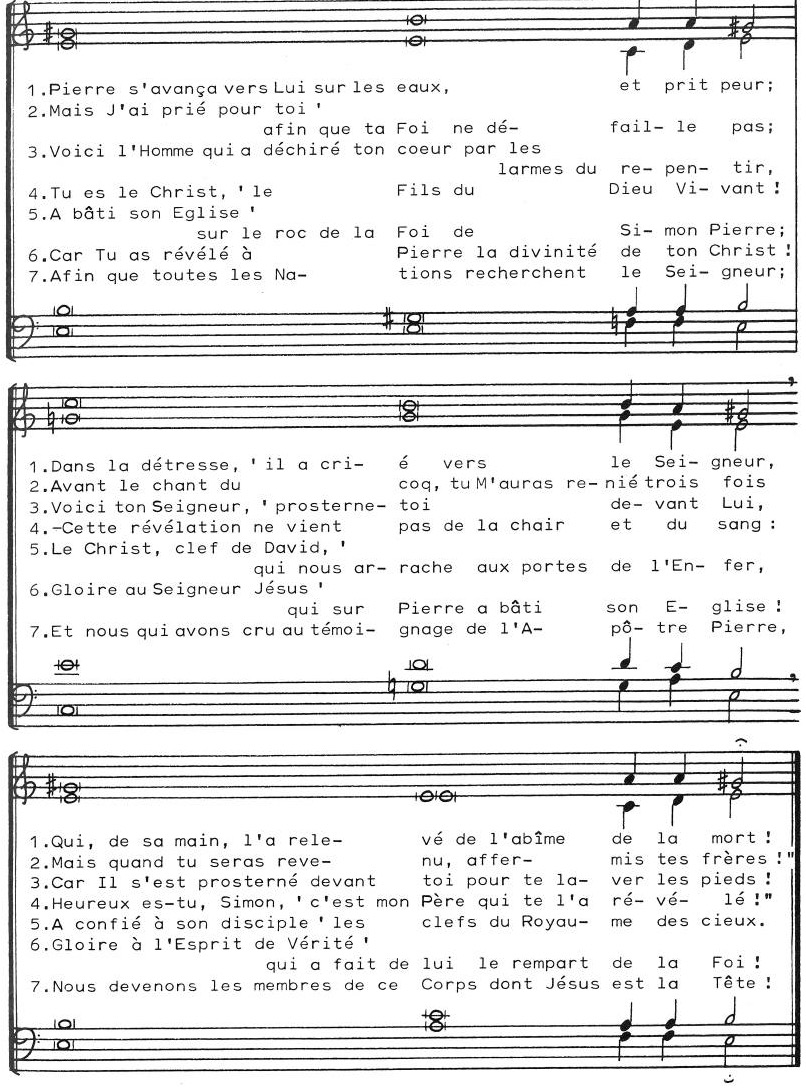 1.Pierre s'avança vers Lui sur les eaux, et prit peur;
2.Mais J'ai prié pour toi '
afin que ta Foi ne dé- fail- le pas;
3.Voici l'Homme qui a déchiré ton coeur par les
larmes du re- pen- tir,
4.Tu es le Christ, ' le Fils du Dieu Vi- vant !
5.A bâti son Eglise '
sur le roc de la Foi de Si- mon Pierre;
6.Car Tu as révélé à Pierre la divinité de ton Christ !
7.Afin que toutes les Na- tions recherchent le Sei- gneur;
1.Dans la détresse, ' il a cri- é vers le Sei- gneur,
2.Avant le chant du coq, tu M'auras re- nié trois fois
3.Voici ton Seigneur, ' prosterne- toi de- vant Lui,
4.-Cette révélation ne vient pas de la chair et du sang :
5.Le Christ, clef de David, '
qui nous ar- rache aux portes de l'En- fer,
6.Gloire au Seigneur Jésus '
qui sur Pierre a bâti son E- glise !
7.Et nous qui avons cru au témoi- gnage de l'A- pô- tre Pierre,
1.Qui, de sa main, l'a rele- vé de l'abîme de la mort !
2.Mais quand tu seras reve- nu, affer- mis tes frères !"
3.Car Il s'est prosterné devant toi pour te la- ver les pieds !
4.Heureux es-tu, Simon, ' c'est mon Père qui te l'a ré- vé- lé !"
5.A confié à son disciple ' les clefs du Royau- me des cieux.
6.Gloire à l'Esprit de Vérité '
qui a fait de lui le rempart de la Foi !
7.Nous devenons les membres de ce Corps dont Jésus est la Tête !